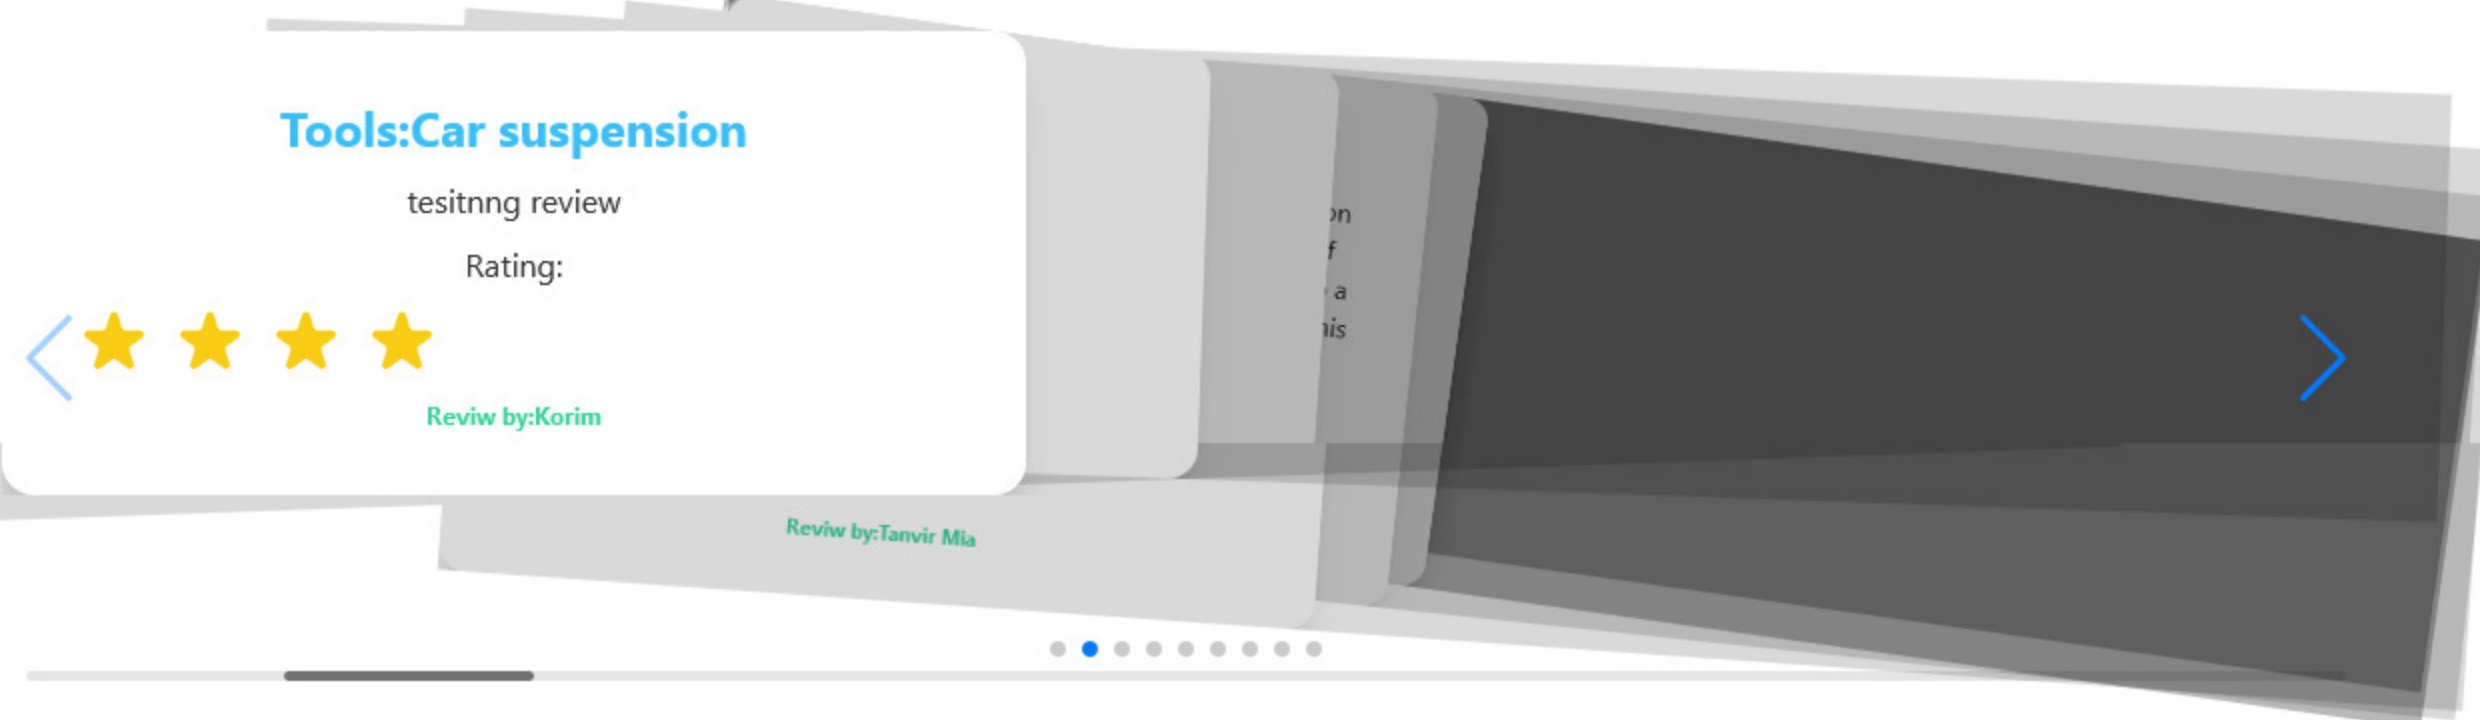 Tools:Car suspension
tesitnng review
Rating:
Reviw by:Korim
a
Reviw by:Tanvir Mia